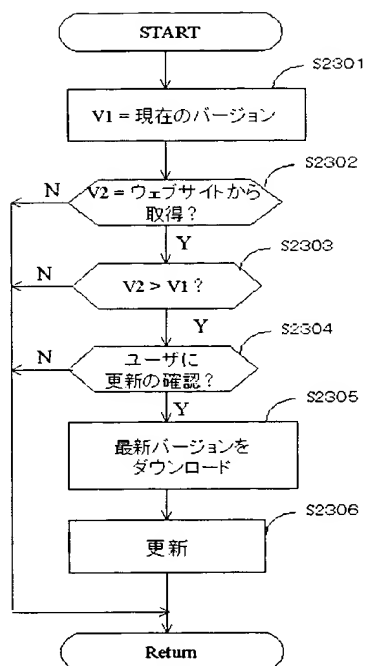 START
S2301
V1 = 現在のバージョン
S2302
N
V2 = ウェブサイトから
取得?
Y
S2303
N
V2 > V1 ?
Y
S2304
N
ユーザに
更新の確認?
Y
S2305
最新バージョンを
ダウンロード
S2306
更新
Return